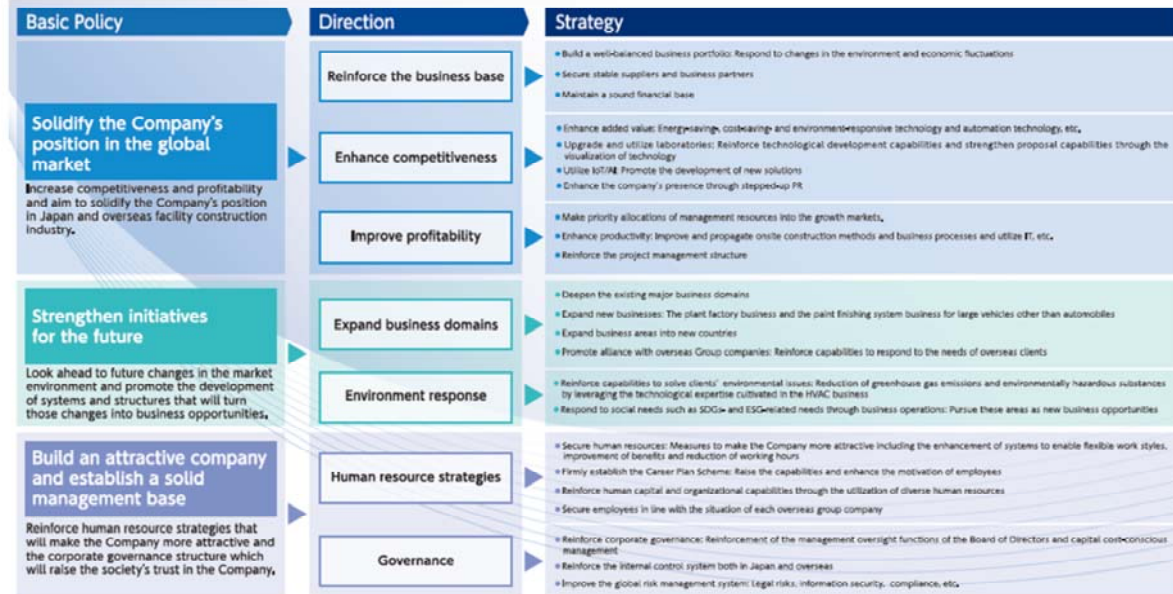 Basic Policy
Direction
Strategy
Solidify the Company's
position in the global
market
Increase competitiveness and profitability
and aim to solidify the Company's position
in Japan and overseas facility construction
industry.
Reinforce the business base
• Build a well-balanced business portfolio: Respond to changes in the environment and economic fluctuations
• Secure stable suppliers and business partners
• Maintain a sound financial base
Enhance competitiveness
• Enhance added value: Energy-saving-, cost-saving- and environment-responsive technology and automation technology, etc.
• Upgrade and utilize laboratories: Reinforce technological development capabilities and strengthen proposal capabilities through the
visualization of technology
• Utilize IoT/AI: Promote the development of new solutions
• Enhance the company's presence through stepped-up PR
Improve profitability
• Make priority allocations of management resources into the growth markets.
• Enhance productivity: Improve and propagate onsite construction methods and business processes and utilize IT, etc.
• Reinforce the project management structure
Strengthen initiatives
for the future
Look ahead to future changes in the market
environment and promote the development
of systems and structures that will turn
those changes into business opportunities.
Expand business domains
• Deepen the existing major business domains
• Expand new businesses: The plant factory business and the paint finishing system business for large vehicles other than automobiles
• Expand business areas into new countries
• Promote alliance with overseas Group companies: Reinforce capabilities to respond to the needs of overseas clients
Environment response
• Reinforce capabilities to solve clients' environmental issues: Reduction of greenhouse gas emissions and environmentally hazardous substances
by leveraging the technological expertise cultivated in the HVAC business
• Respond to social needs such as SDGs- and ESG-related needs through business operations: Pursue these areas as new business opportunities
Build an attractive company
and establish a solid
management base
Reinforce human resource strategies that
will make the Company more attractive and
the corporate governance structure which
will raise the society's trust in the Company.
Human resource strategies
• Secure human resources: Measures to make the Company more attractive including the enhancement of systems to enable flexible work styles,
improvement of benefits and reduction of working hours
• Firmly establish the Career Plan Scheme: Raise the capabilities and enhance the motivation of employees
• Reinforce human capital and organizational capabilities through the utilization of diverse human resources
• Secure employees in line with the situation of each overseas group company
Governance
• Reinforce corporate governance: Reinforcement of the management oversight functions of the Board of Directors and capital cost-conscious
management
• Reinforce the internal control system both in Japan and overseas
• Improve the global risk management system: Legal risks, information security, compliance, etc.